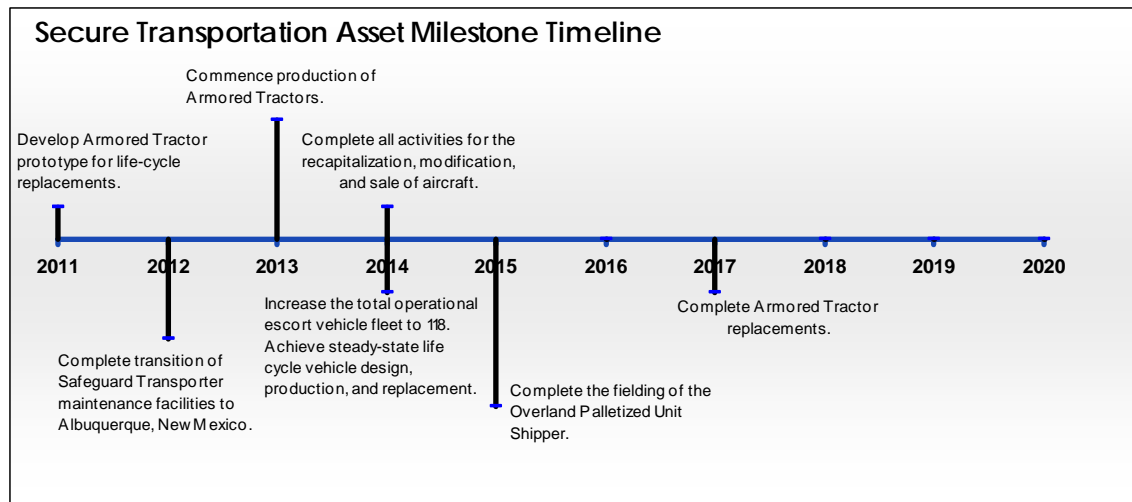 Secure Transportation Asset Milestone Timeline
Commence production of
Armored Tractors.
Develop Armored Tractor
prototype for life-cycle
replacements.
Complete all activities for the
recapitalization, modification,
and sale of aircraft.
2011 2012 2013 2014 2015 2016 2017 2018 2019 2020
Complete transition of
Safeguard Transporter
maintenance facilities to
Albuquerque, New Mexico.
Increase the total operational
escort vehicle fleet to 118.
Achieve steady-state life
cycle vehicle design,
production, and replacement.
Complete the fielding of the
Overland Palletized Unit
Shipper.
Complete Armored Tractor
replacements.